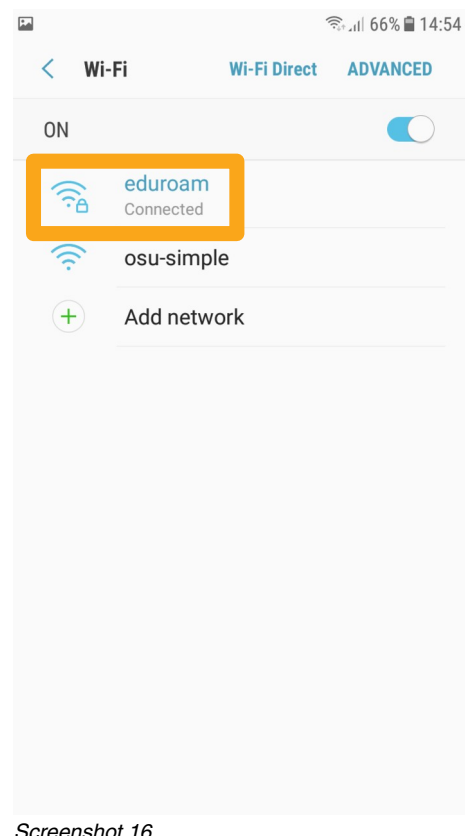 66% 14:54
Wi-Fi Wi-Fi Direct ADVANCED
ON
eduroam
Connected
osu-simple
Add network
Screenshot 16